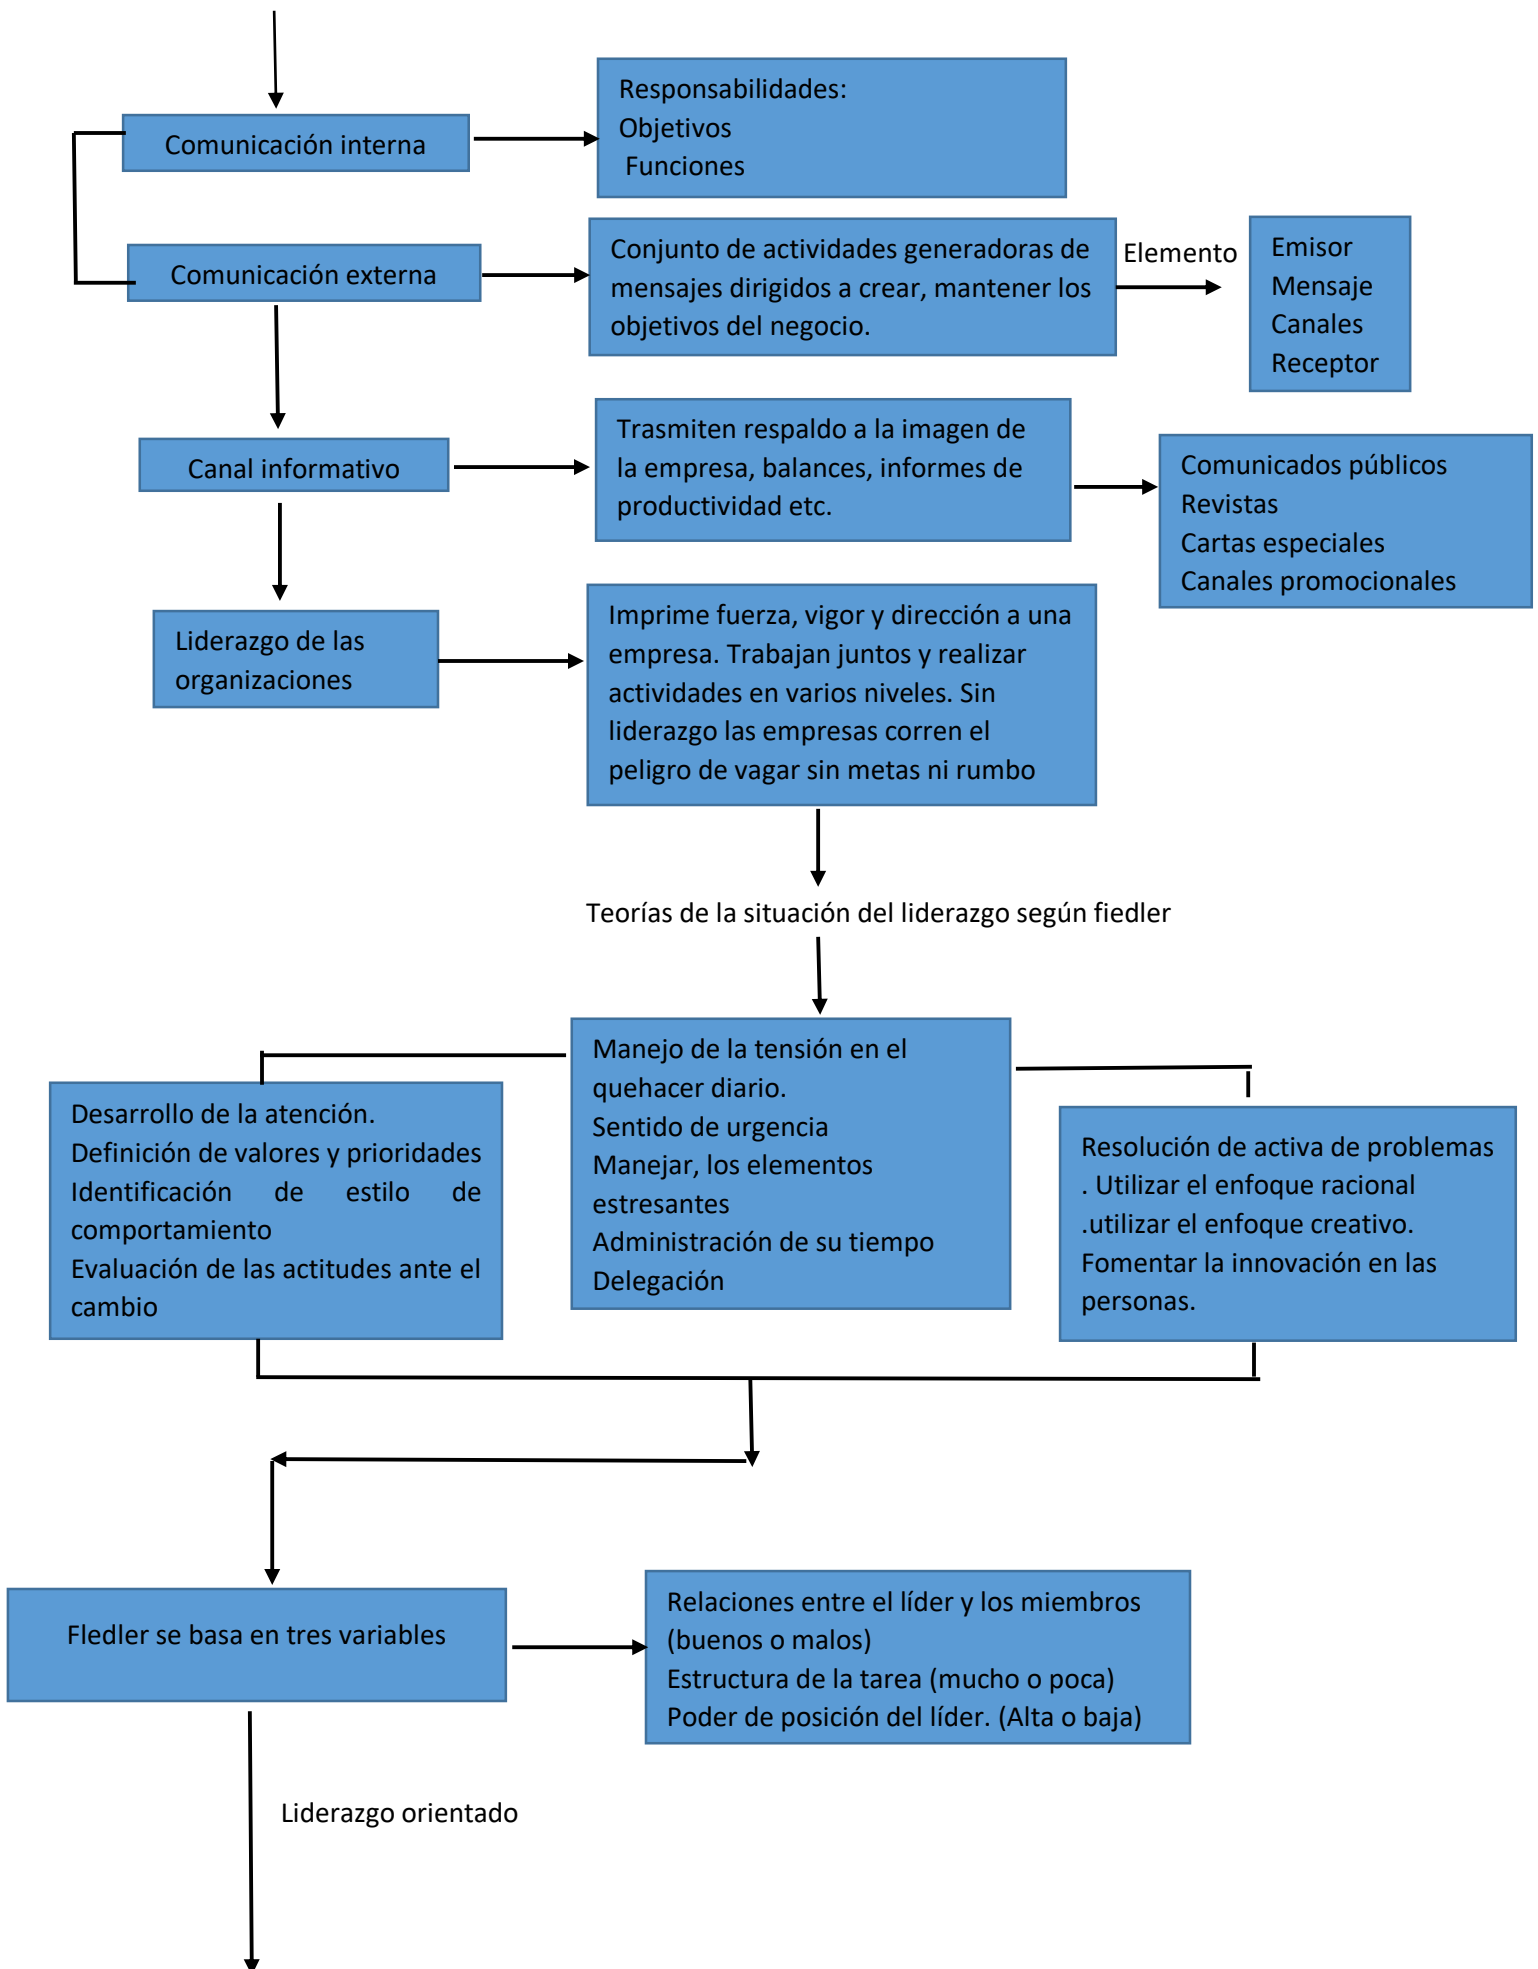 Comunicación interna
Responsabilidades:
Objetivos
Funciones
Comunicación externa
Conjunto de actividades generadoras de
mensajes dirigidos a crear, mantener los
objetivos del negocio.
Elemento
Emisor
Mensaje
Canales
Receptor
Canal informativo
Trasmiten respaldo a la imagen de
la empresa, balances, informes de
productividad etc.
Comunicados públicos
Revistas
Cartas especiales
Canales promocionales
Liderazgo de las
organizaciones
Imprime fuerza, vigor y dirección a una
empresa. Trabajan juntos y realizar
actividades en varios niveles. Sin
liderazgo las empresas corren el
peligro de vagar sin metas ni rumbo
Teorías de la situación del liderazgo según fiedler
Desarrollo de la atención.
Definición de valores y prioridades
Identificación de estilo de
comportamiento
Evaluación de las actitudes ante el
cambio
Manejo de la tensión en el
quehacer diario.
Sentido de urgencia
Manejar, los elementos
estresantes
Administración de su tiempo
Delegación
Resolución de activa de problemas
. Utilizar el enfoque racional
.utilizar el enfoque creativo.
Fomentar la innovación en las
personas.
Fledler se basa en tres variables
Relaciones entre el líder y los miembros
(buenos o malos)
Estructura de la tarea (mucho o poca)
Poder de posición del líder. (Alta o baja)
Liderazgo orientado